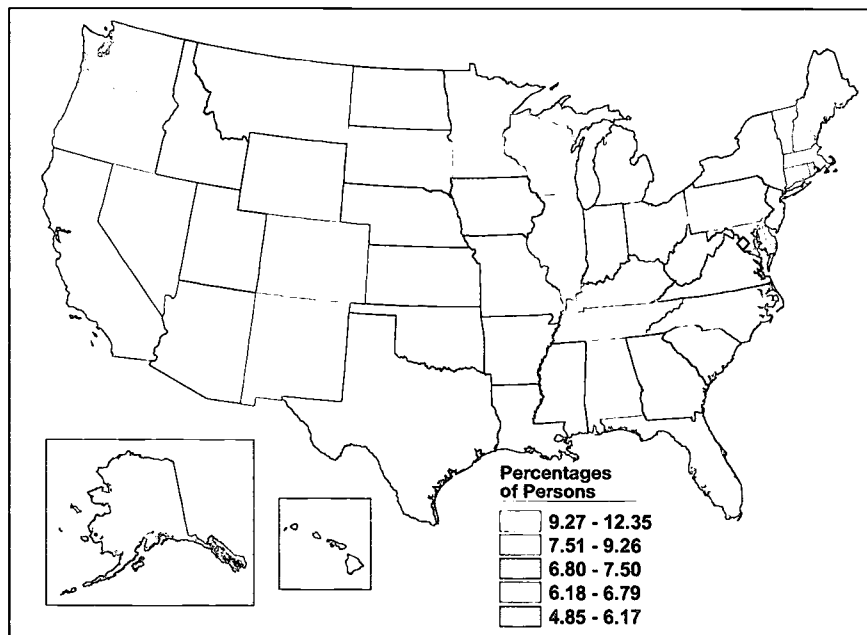 Percentages
of Persons
9.27 - 12.35
7.51 - 9.26
6.80 - 7.50
6.18 - 6.79
4.85 - 6.17